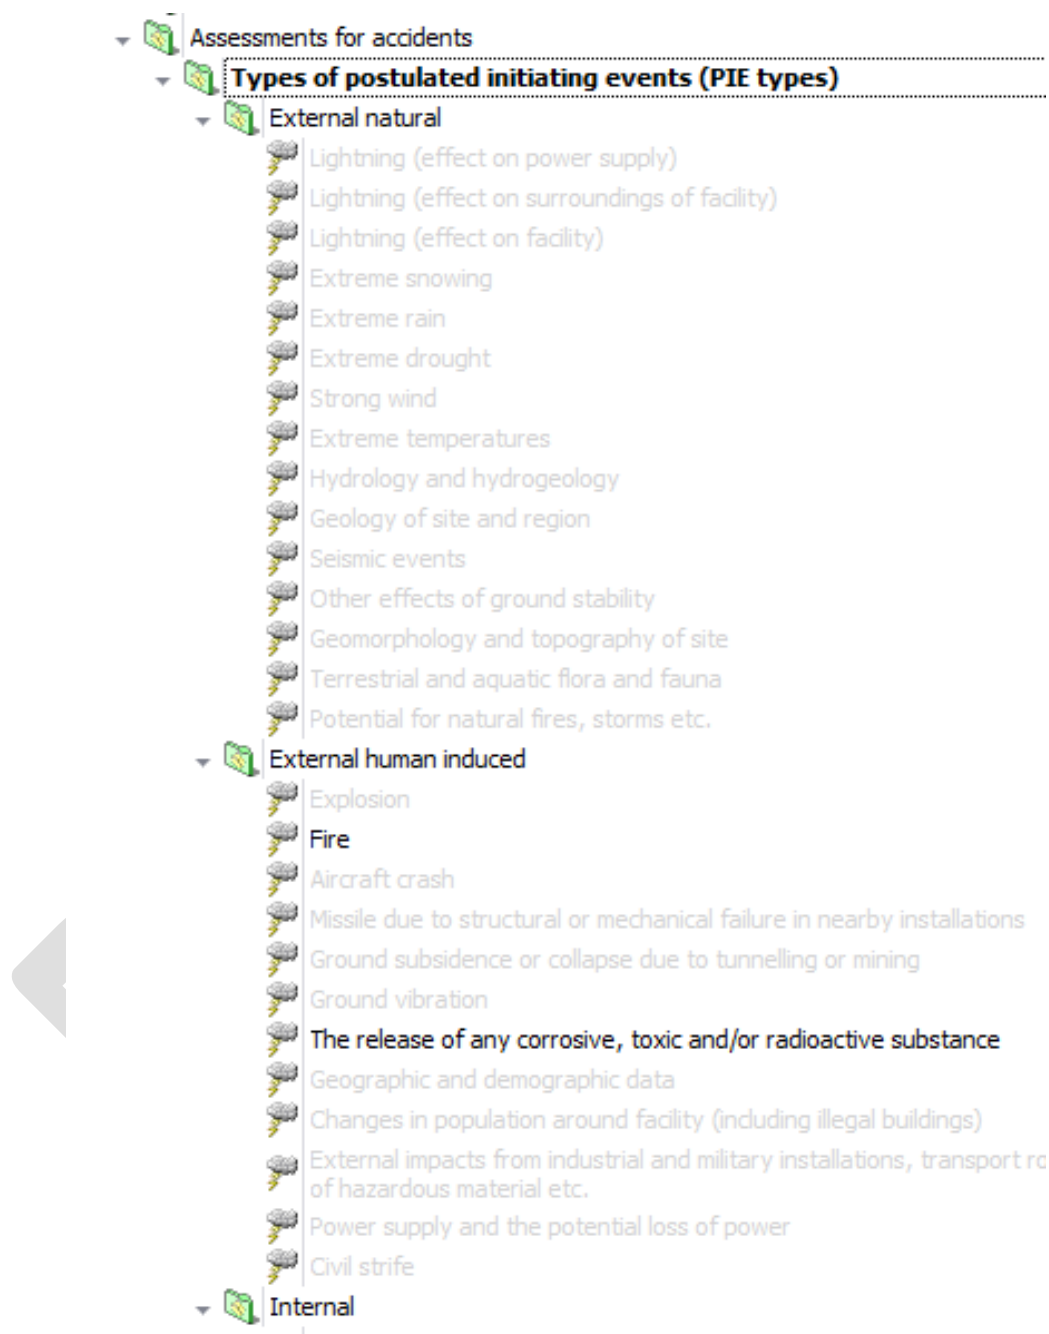 Assessments for accidents
Types of postulated initiating events (PIE types)
External natural
Lightning (effect on power supply)
Lightning (effect on surroundings of facility)
Lightning (effect on facility)
Extreme snowing
Extreme rain
Extreme drought
Strong wind
Extreme temperatures
Hydrology and hydrogeology
Geology of site and region
Seismic events
Other effects of ground stability
Geomorphology and topography of site
Terrestrial and aquatic flora and fauna
Potential for natural fires, storms etc.
External human induced
Explosion
Fire
Aircraft crash
Missile due to structural or mechanical failure in nearby installations
Ground subsidence or collapse due to tunnelling or mining
Ground vibration
The release of any corrosive, toxic and/or radioactive substance
Geographic and demographic data
Changes in population around facility (including illegal buildings)
External impacts from industrial and military installations, transport
of hazardous material etc.
Power supply and the potential loss of power
Civil strife
Internal